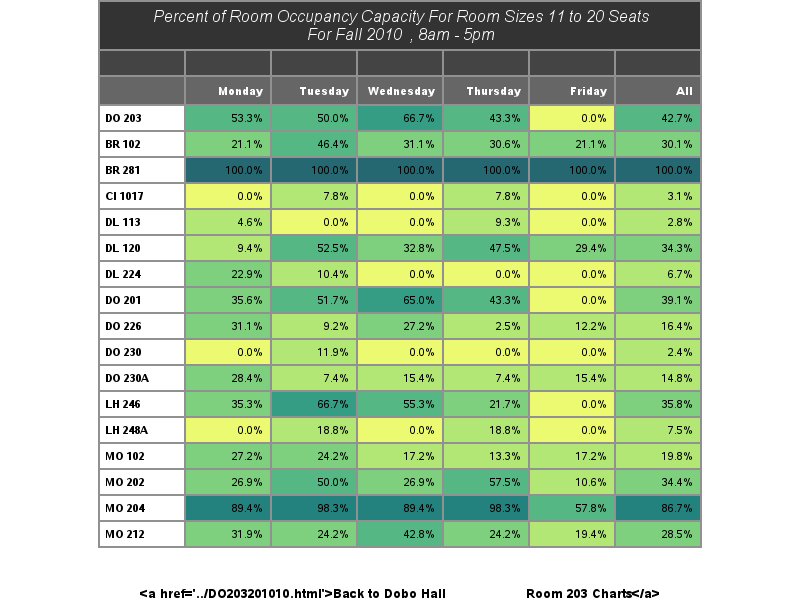 Percent of Room Occupancy Capacity For Room Sizes 11 to 20 Seats
For Fall 2010 , 8am - 5pm
Monday Tuesday Wednesday Thursday Friday All
DO 203 53.3% 50.0% 66.7% 43.3% 0.0% 42.7%
BR 102 21.1% 46.4% 31.1% 30.6% 21.1% 30.1%
BR 281 100.0% 100.0% 100.0% 100.0% 100.0% 100.0%
CI 1017 0.0% 7.8% 0.0% 7.8% 0.0% 3.1%
DL 113 4.6% 0.0% 0.0% 9.3% 0.0% 2.8%
DL 120 9.4% 52.5% 32.8% 47.5% 29.4% 34.3%
DL 224 22.9% 10.4% 0.0% 0.0% 0.0% 6.7%
DO 201 35.6% 51.7% 65.0% 43.3% 0.0% 39.1%
DO 226 31.1% 9.2% 27.2% 2.5% 12.2% 16.4%
DO 230 0.0% 11.9% 0.0% 0.0% 0.0% 2.4%
DO 230A 28.4% 7.4% 15.4% 7.4% 15.4% 14.8%
LH 246 35.3% 66.7% 55.3% 21.7% 0.0% 35.8%
LH 248A 0.0% 18.8% 0.0% 18.8% 0.0% 7.5%
MO 102 27.2% 24.2% 17.2% 13.3% 17.2% 19.8%
MO 202 26.9% 50.0% 26.9% 57.5% 10.6% 34.4%
MO 204 89.4% 98.3% 89.4% 98.3% 57.8% 86.7%
MO 212 31.9% 24.2% 42.8% 24.2% 19.4% 28.5%
<a href='../DO203201010.html'>Back to Dobo Hall Room 203 Charts</a>